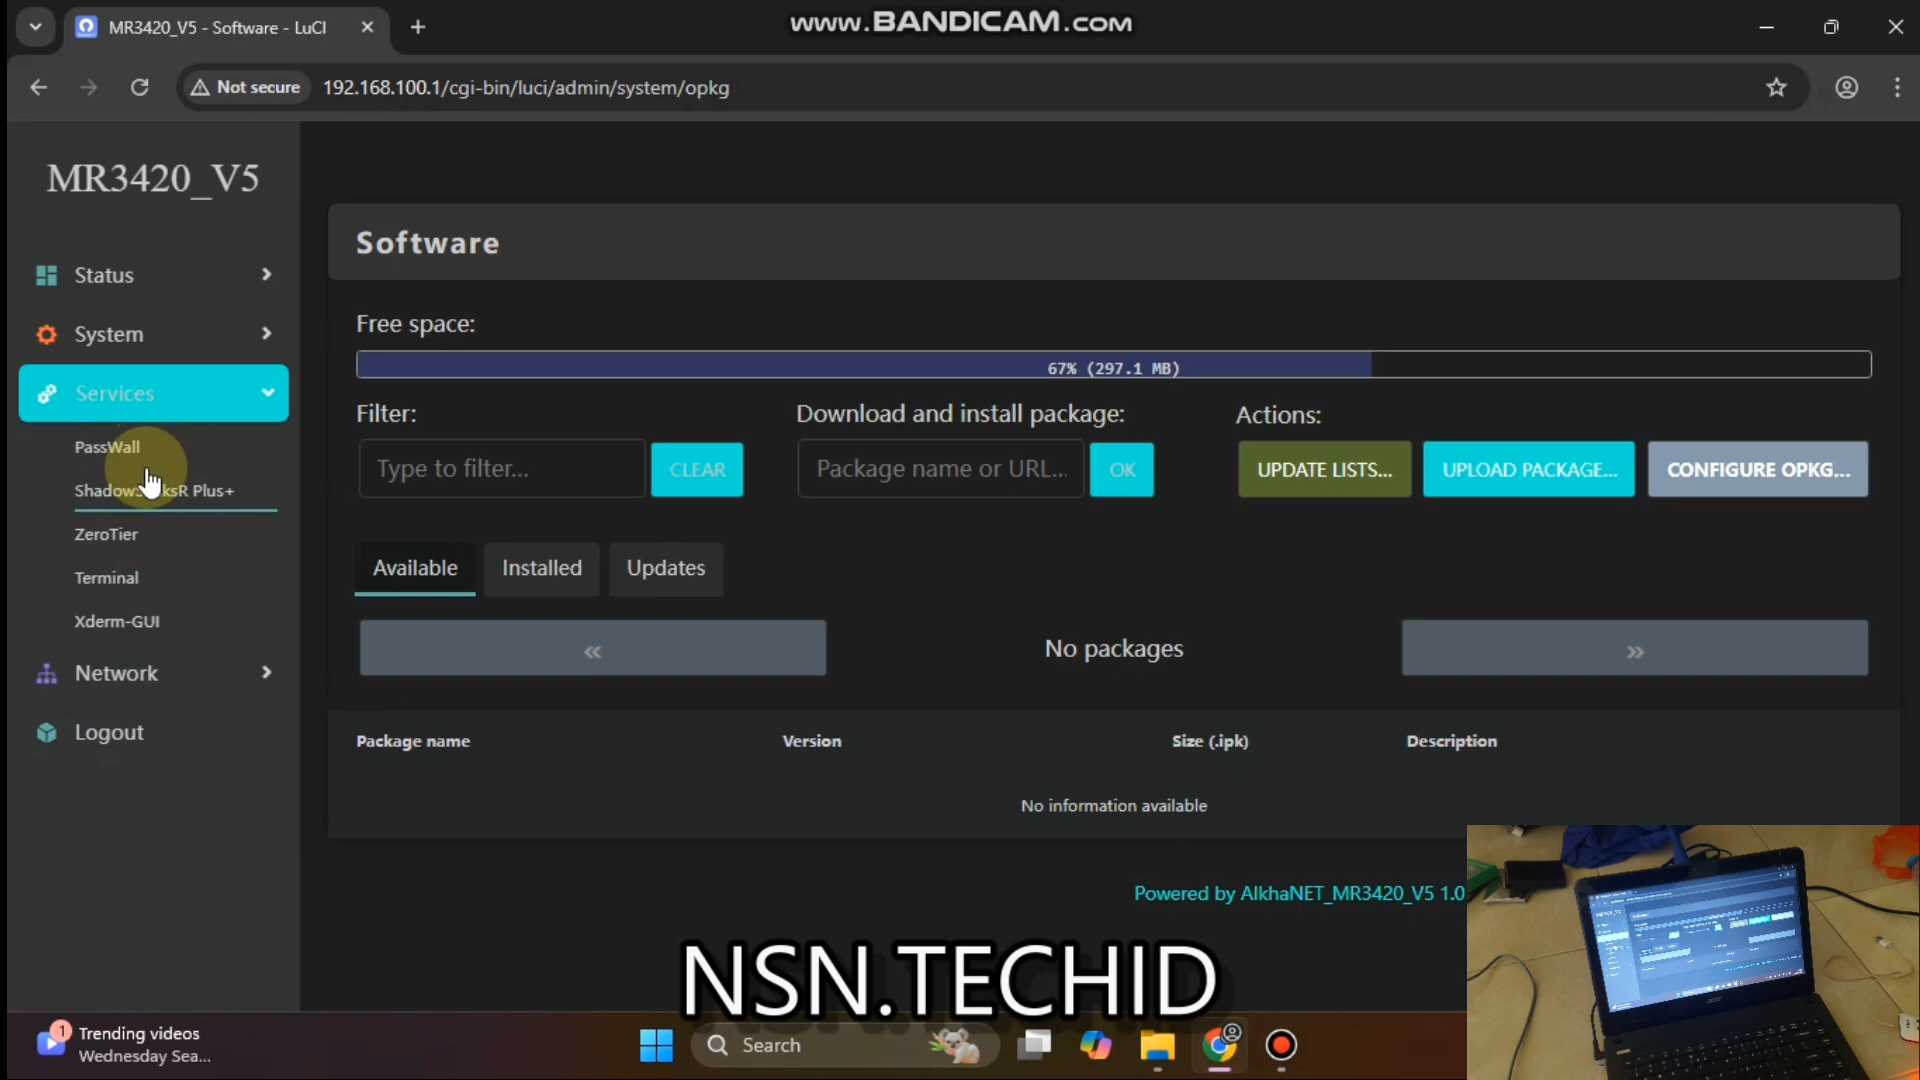 MR3420_V5 - Software - LuCI
www.BANDICAM.com
Not secure
192.168.100.1/cgi-bin/luci/admin/system/opkg
MR3420_V5
Status
System
Services
PassWall
ShadowSocksR Plus+
ZeroTier
Terminal
Xderm-GUI
Network
Logout
Software
Free space:
67% (297.1 MB)
Filter:
Type to filter...
CLEAR
Download and install package:
Package name or URL...
OK
Actions:
UPDATE LISTS...
UPLOAD PACKAGE...
CONFIGURE OPKG...
Available
Installed
Updates
«
No packages
»
Package name
Version
Size (.ipk)
Description
No information available
Powered by AlkhaNET_MR3420_V5 1.0
NSN.TECHID
1
Trending videos
Wednesday Sea...
Search
acer